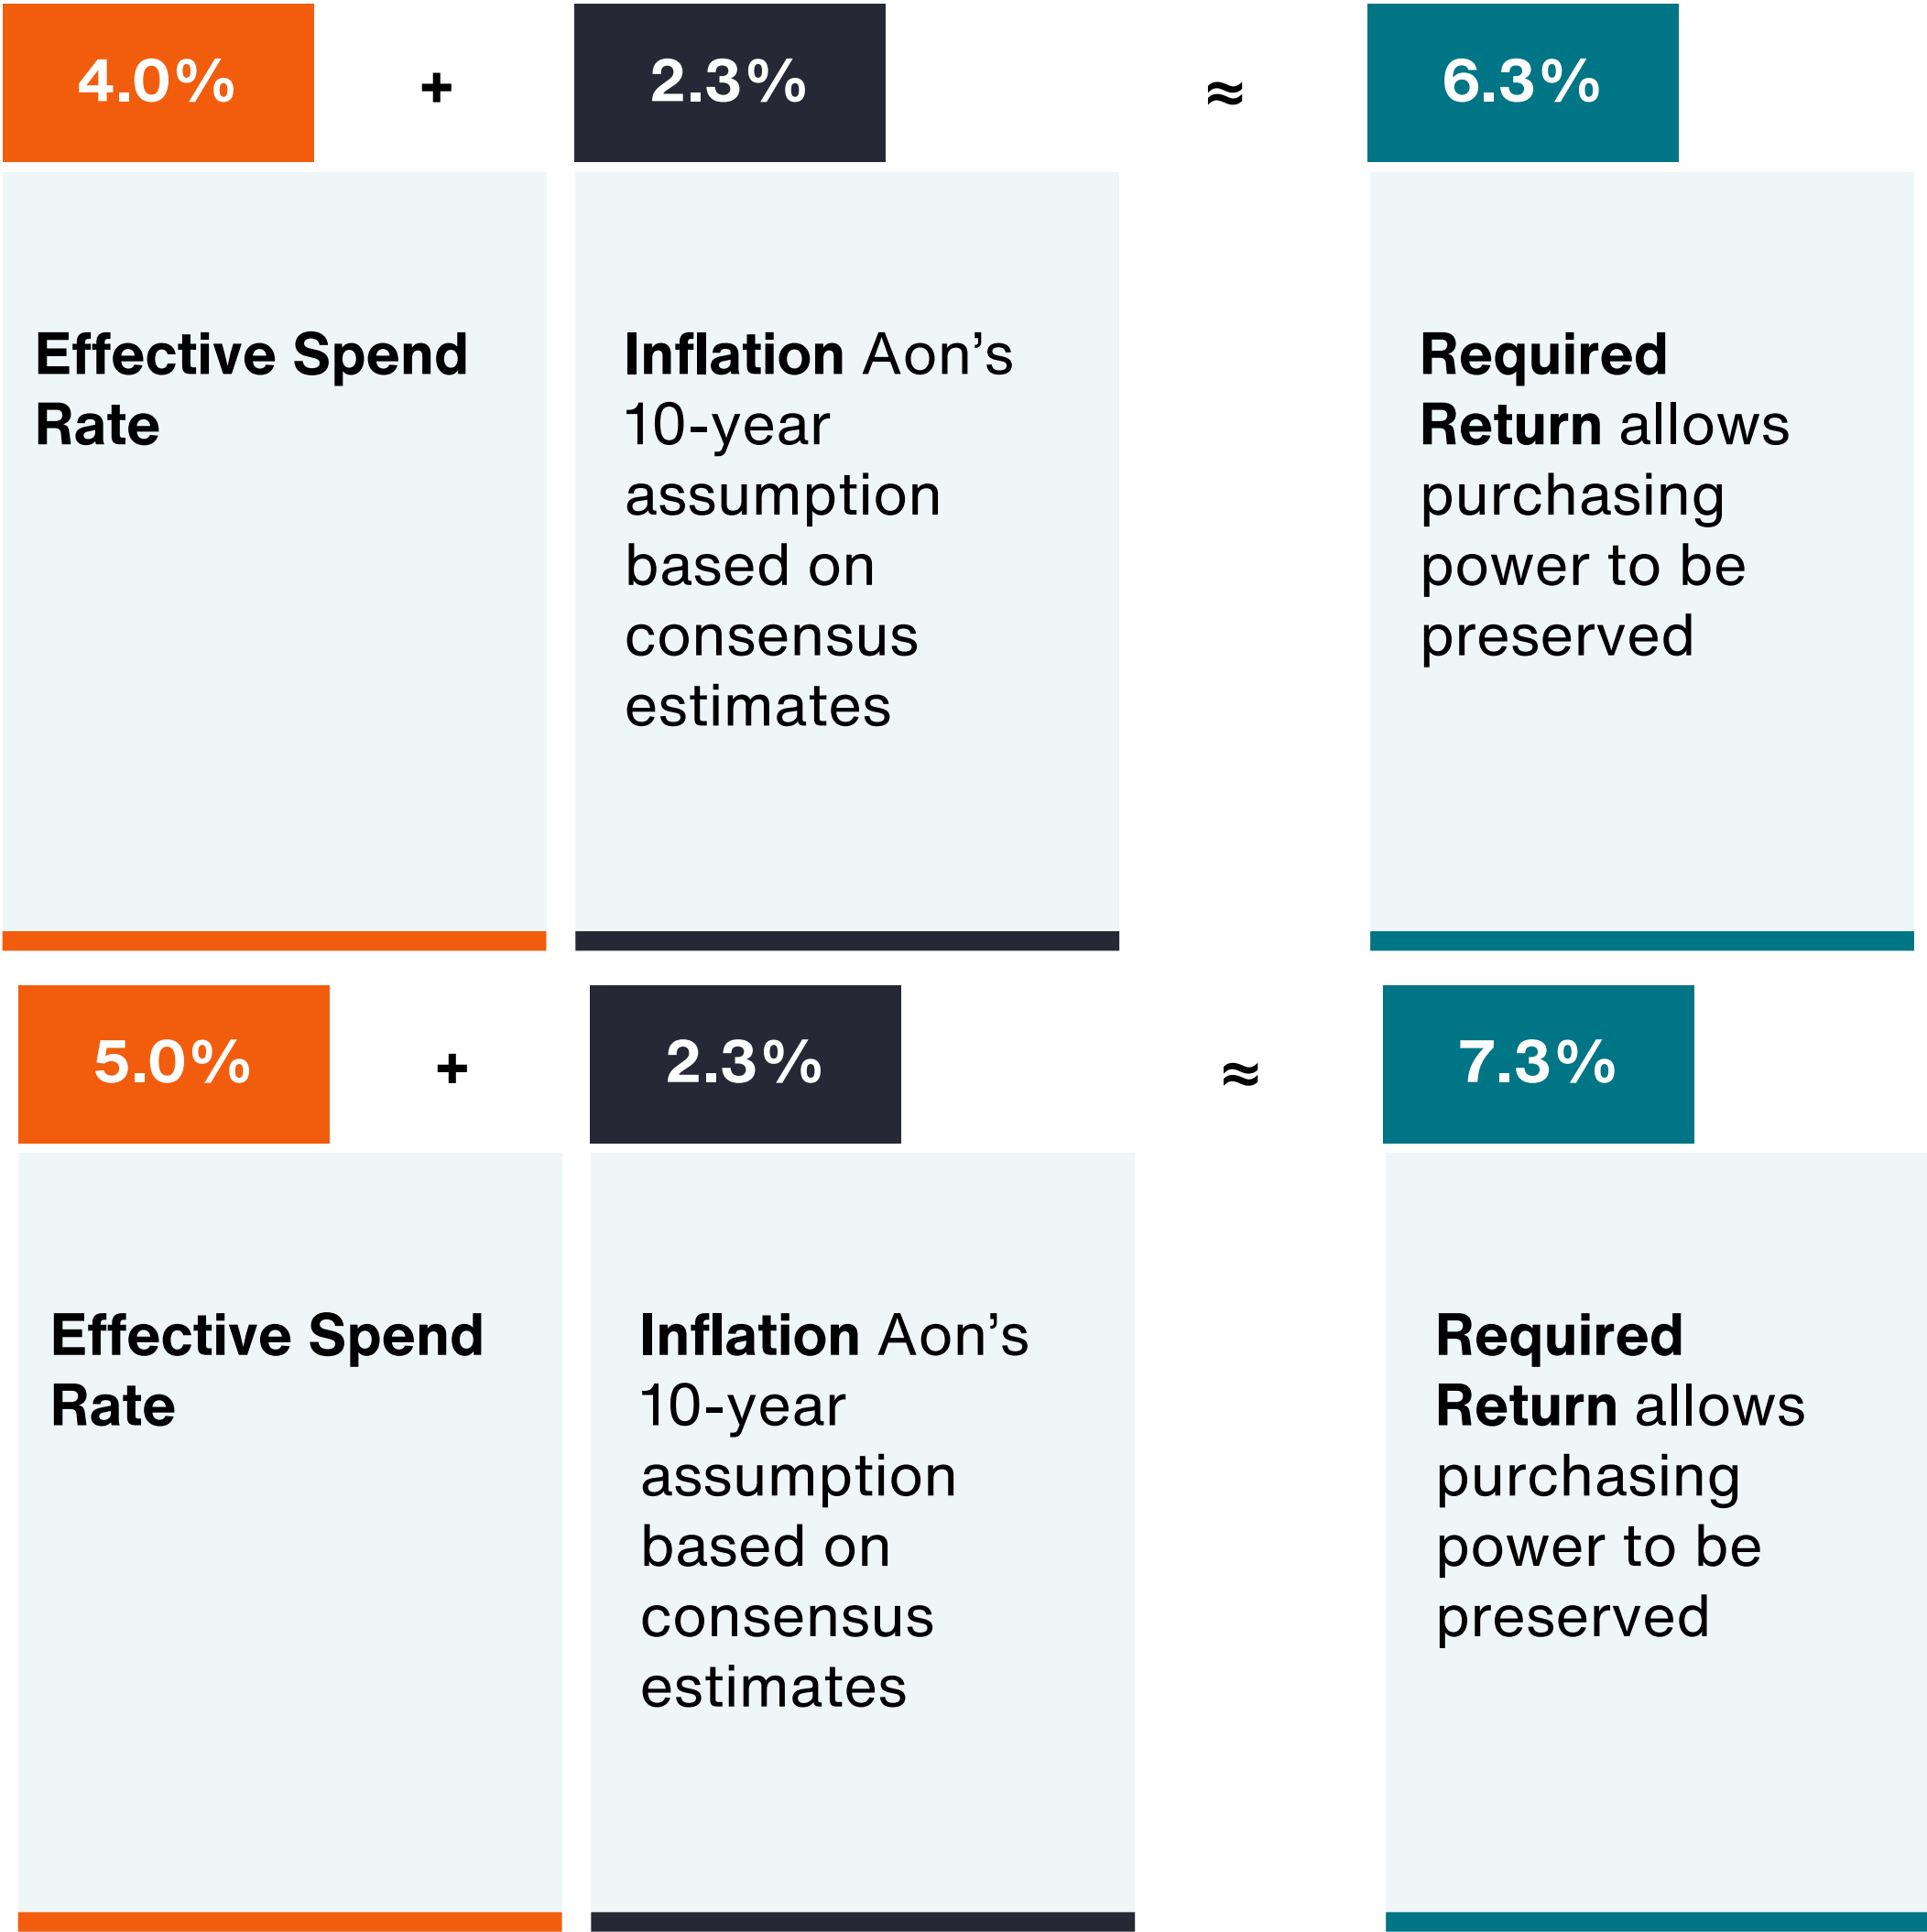 4.0% + 2.3% ≈ 6.3%
Effective Spend
Rate
Inflation Aon’s
10-year
assumption
based on
consensus
estimates
Required
Return allows
purchasing
power to be
preserved
5.0% + 2.3% ≈ 7.3%
Effective Spend
Rate
Inflation Aon’s
10-year
assumption
based on
consensus
estimates
Required
Return allows
purchasing
power to be
preserved